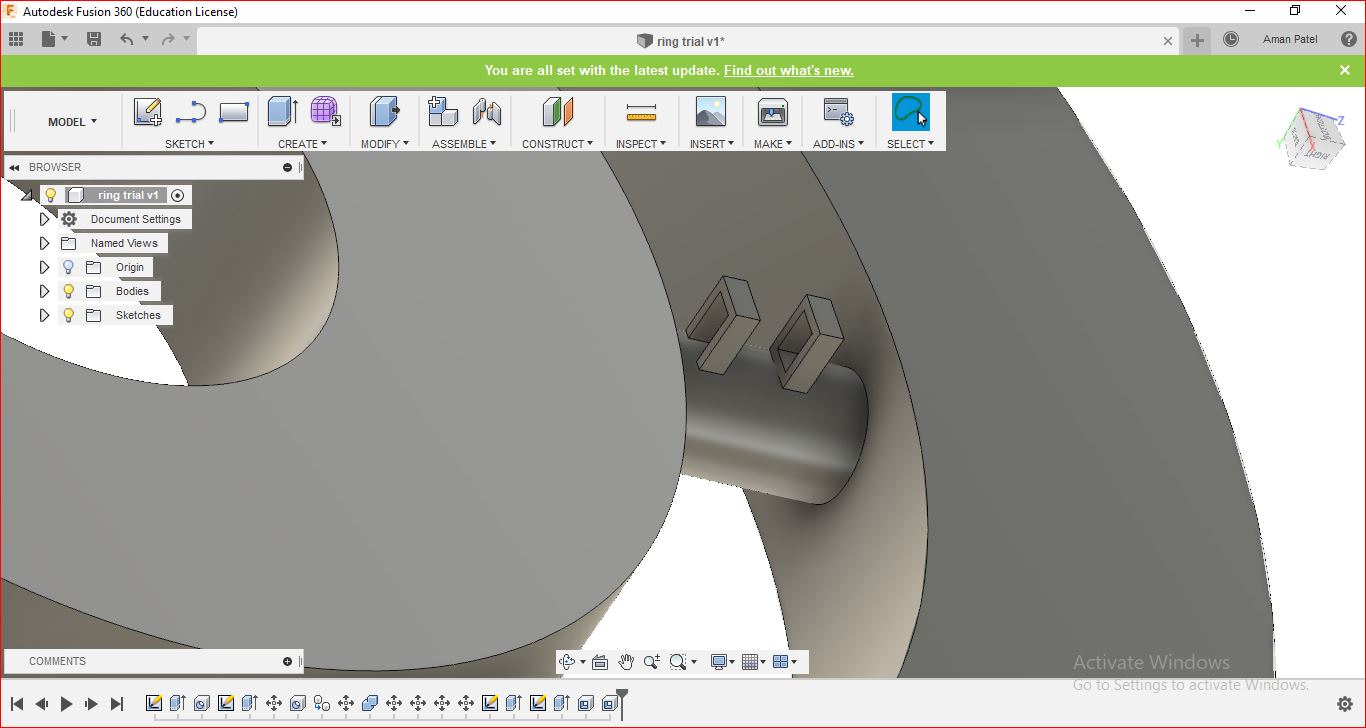 Autodesk Fusion 360 (Education License)
ring trial v1*
Aman Patel
You are all set with the latest update. Find out what's new.
MODEL
SKETCH
CREATE
MODIFY
ASSEMBLE
CONSTRUCT
INSPECT
INSERT
MAKE
ADD-INS
SELECT
Z
Y
X
RIGHT
BROWSER
ring trial v1
Document Settings
Named Views
Origin
Bodies
Sketches
COMMENTS
Activate Windows
Go to Settings to activate Windows.